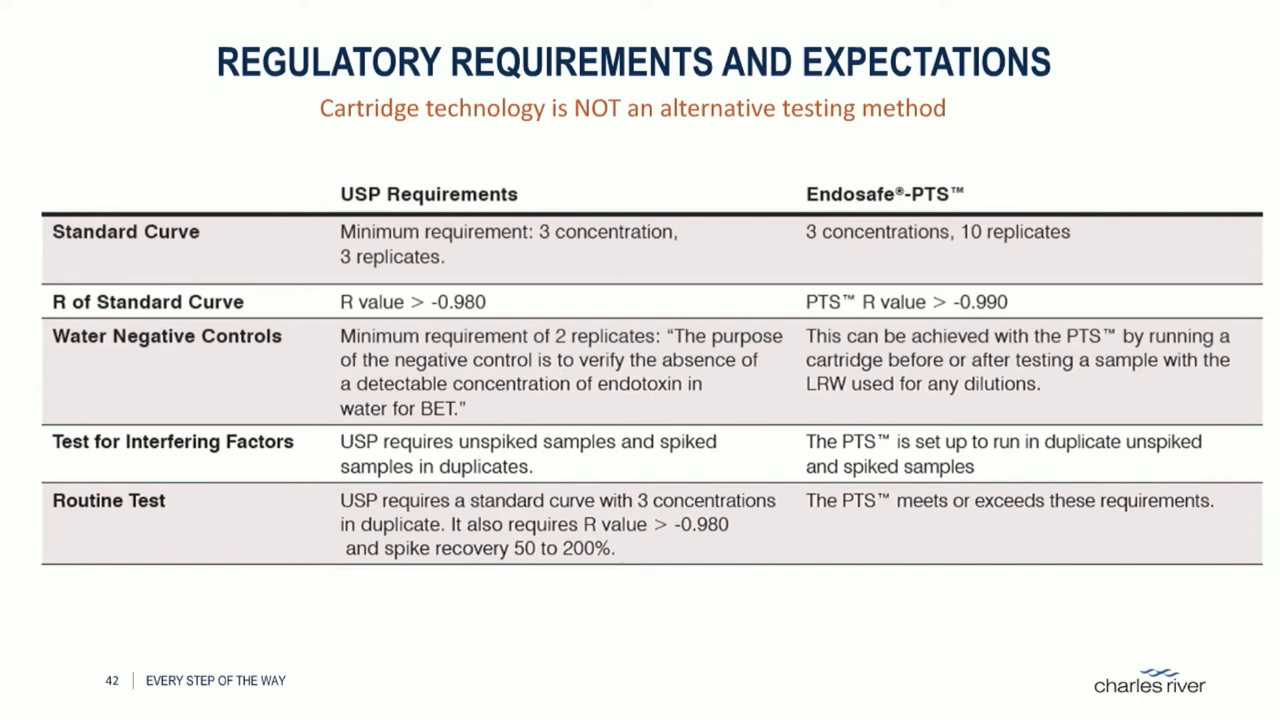 REGULATORY REQUIREMENTS AND EXPECTATIONS
Cartridge technology is NOT an alternative testing method
USP Requirements
Endosafe®-PTS™
Standard Curve
Minimum requirement: 3 concentration,
3 replicates.
3 concentrations, 10 replicates
R of Standard Curve
R value > -0.980
PTS™ R value > -0.990
Water Negative Controls
Minimum requirement of 2 replicates: “The purpose
of the negative control is to verify the absence of
a detectable concentration of endotoxin in
water for BET.”
This can be achieved with the PTS™ by running a
cartridge before or after testing a sample with the
LRW used for any dilutions.
Test for Interfering Factors
USP requires unspiked samples and spiked
samples in duplicates.
The PTS™ is set up to run in duplicate unspiked
and spiked samples
Routine Test
USP requires a standard curve with 3 concentrations
in duplicate. It also requires R value > -0.980
and spike recovery 50 to 200%.
The PTS™ meets or exceeds these requirements.
42
EVERY STEP OF THE WAY
charles river